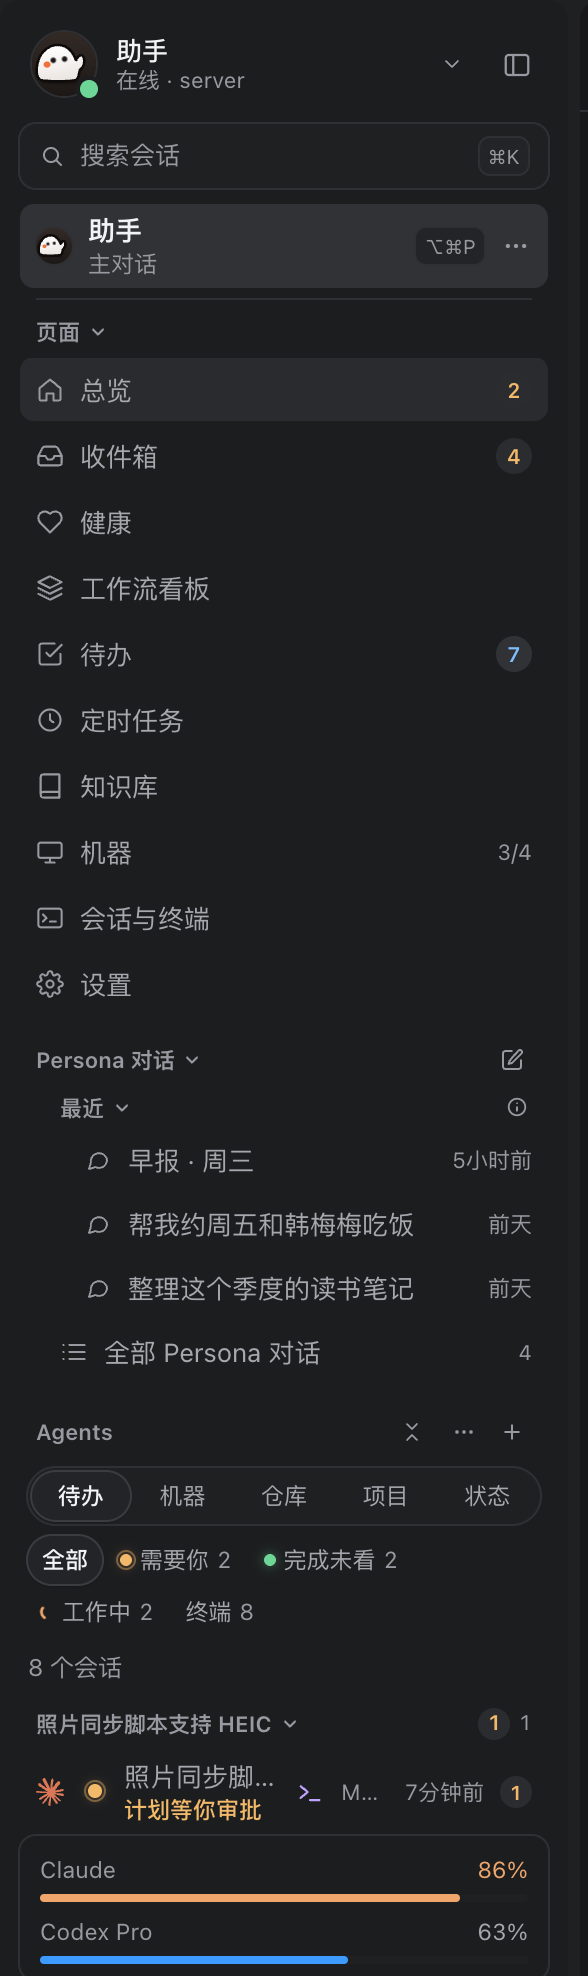 助手
在线 · server
搜索会话 ⌘K
助手
主对话 ⌥⌘P
页面
总览 2
收件箱 4
健康
工作流看板
待办 7
定时任务
知识库
机器 3/4
会话与终端
设置
Persona 对话
最近
早报 · 周三 5小时前
帮我约周五和韩梅梅吃饭 前天
整理这个季度的读书笔记 前天
全部 Persona 对话 4
Agents
待办 机器 仓库 项目 状态
全部 需要你 2 完成未看 2
工作中 2 终端 8
8 个会话
照片同步脚本支持 HEIC 1 1
照片同步脚... M... 7分钟前 1
计划等你审批
Claude 86%
Codex Pro 63%